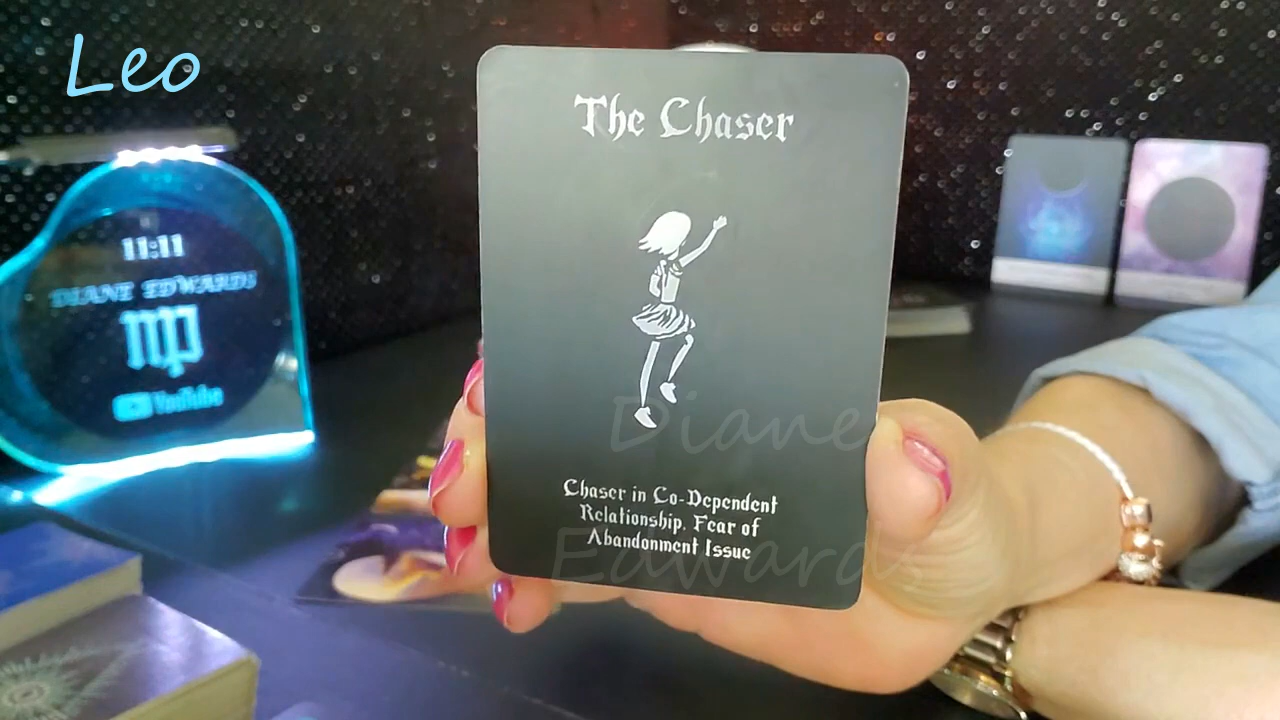 Leo
The Chaser
11:11
DIANE EDWARDS
YouTube
Diane
Chaser in Co-Dependent
Relationship, Fear of
Abandonment Issue
Edwards